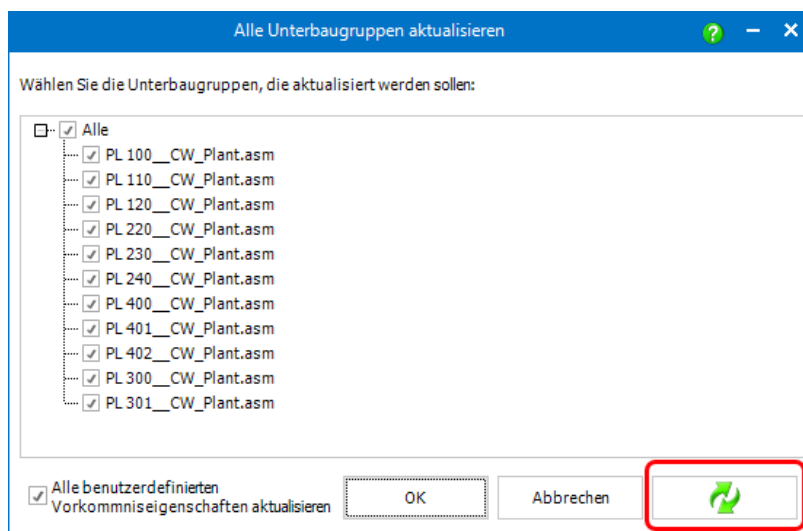 Alle Unterbaugruppen aktualisieren
Wählen Sie die Unterbaugruppen, die aktualisiert werden sollen:
Alle
PL 100__CW_Plant.asm
PL 110__CW_Plant.asm
PL 120__CW_Plant.asm
PL 220__CW_Plant.asm
PL 230__CW_Plant.asm
PL 240__CW_Plant.asm
PL 400__CW_Plant.asm
PL 401__CW_Plant.asm
PL 402__CW_Plant.asm
PL 300__CW_Plant.asm
PL 301__CW_Plant.asm
Alle benutzerdefinierten
Vorkommniseigenschaften aktualisieren
OK
Abbrechen